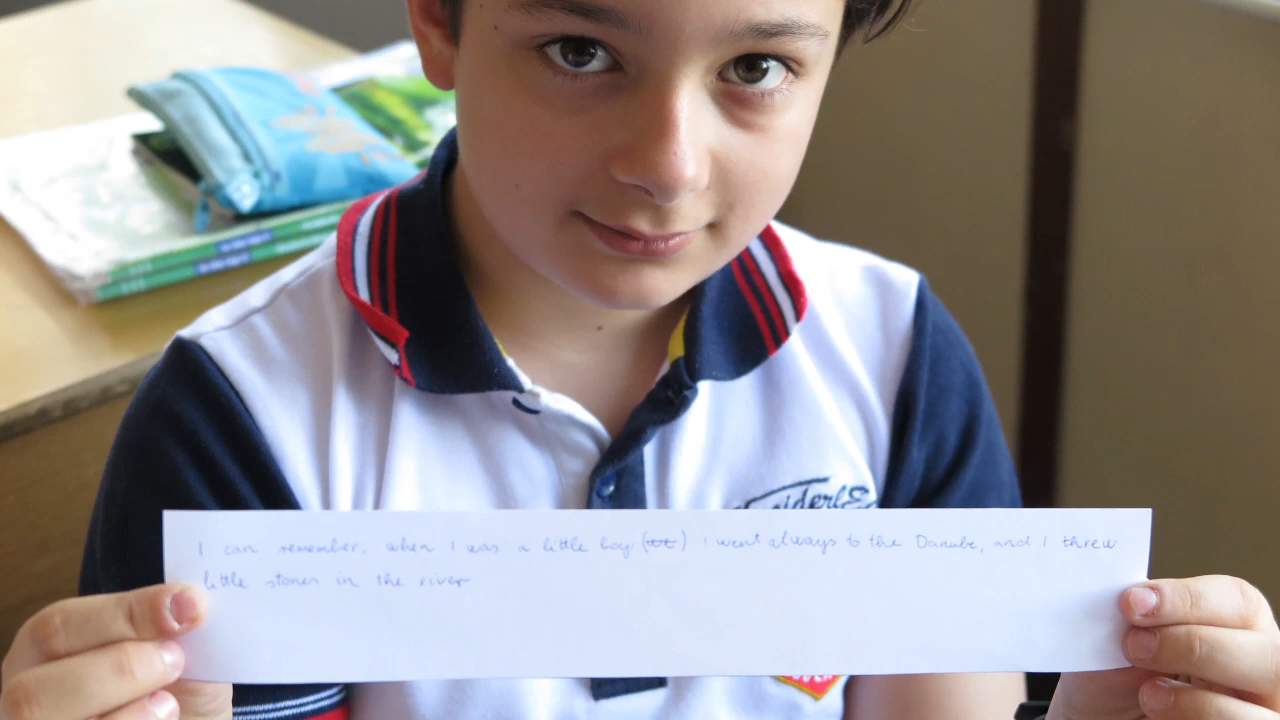 I can remember, when I was a little boy, I went always to the Danube, and I threw
little stones in the river